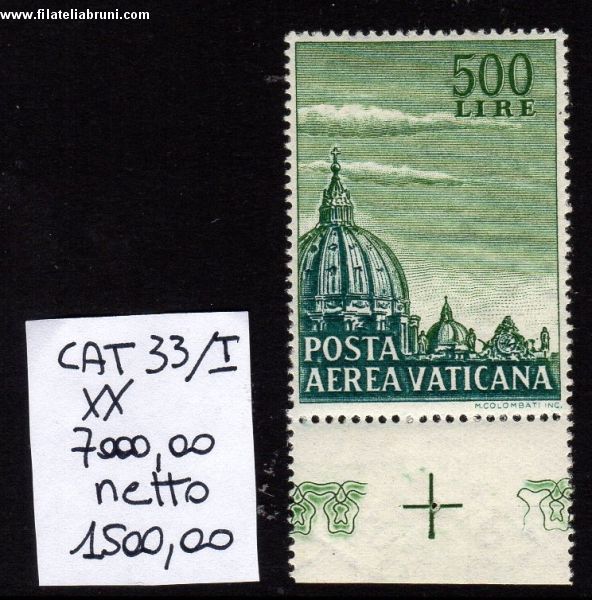 www.filateliabruni.com
500
LIRE
POSTA
AEREA VATICANA
M.COLOMBATI INC.
CAT 33/I
XX
7000,00
netto
1500,00